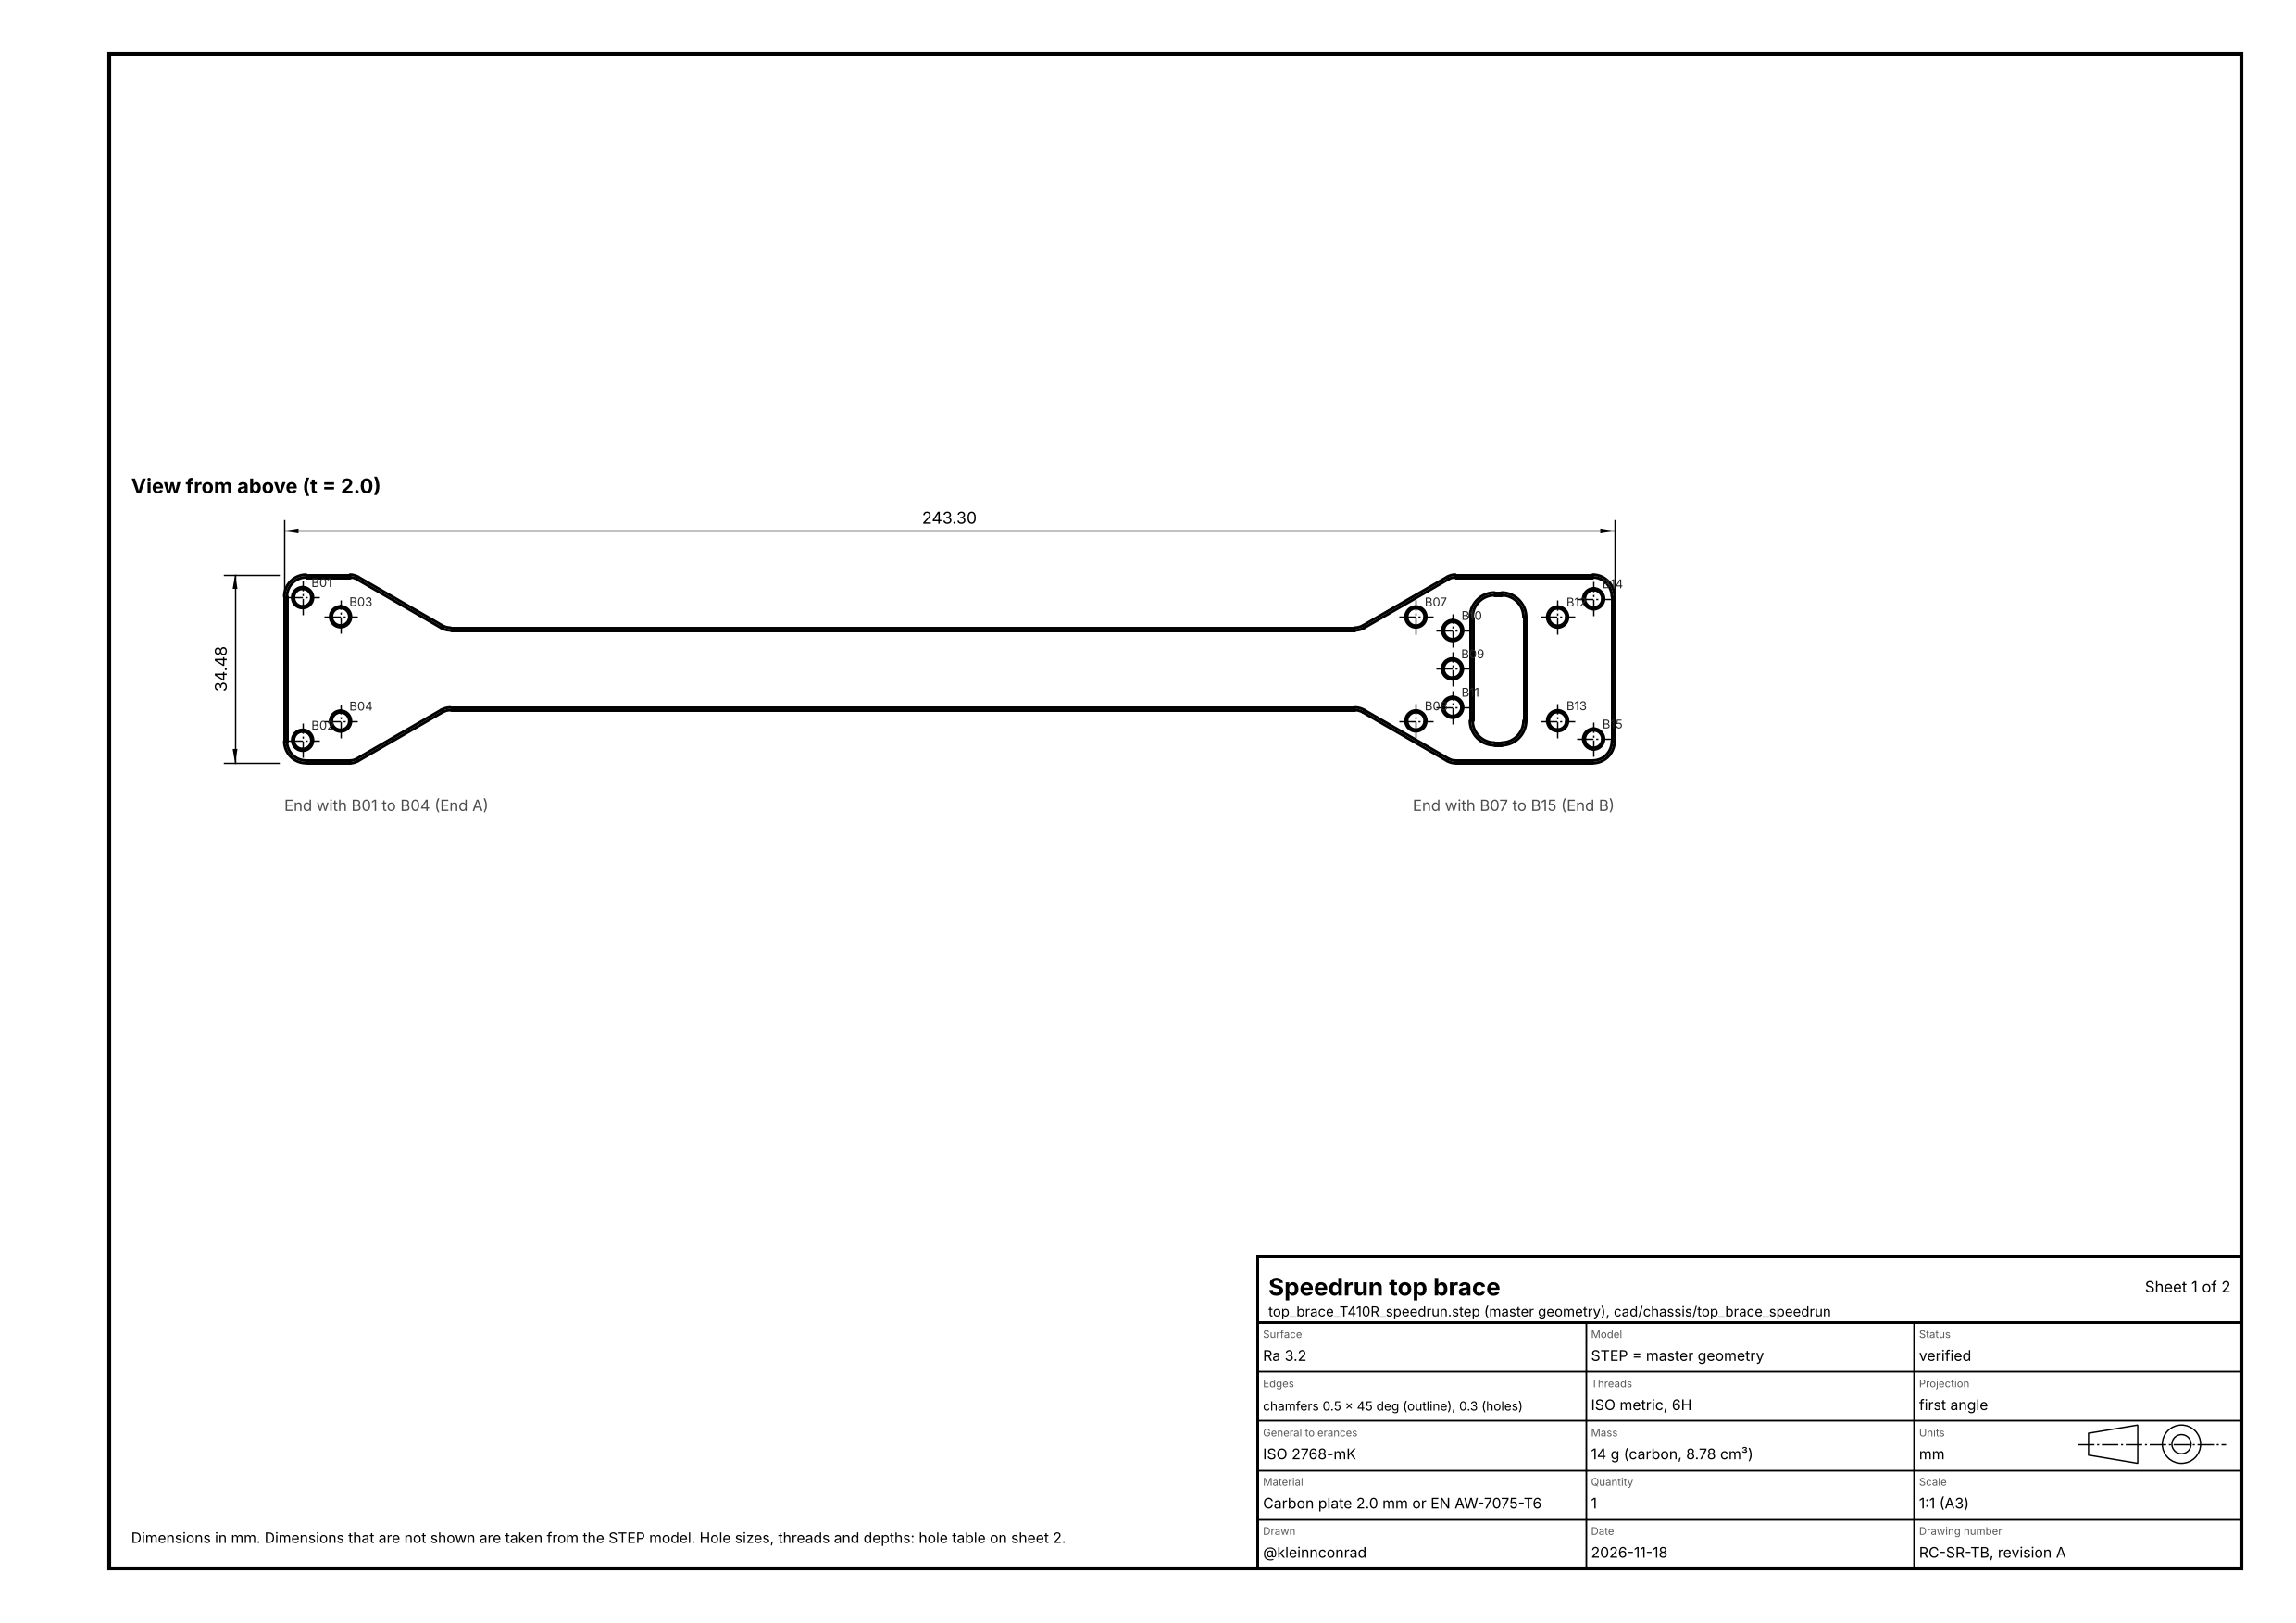 View from above (t = 2.0)
243.30
34.48
B01
B03
B04
B07
B09
B13
End with B01 to B04 (End A)
End with B07 to B15 (End B)
Speedrun top brace
Sheet 1 of 2
top_brace_T410R_speedrun.step (master geometry), cad/chassis/top_brace_speedrun
Surface
Ra 3.2
Model
STEP = master geometry
Status
verified
Edges
chamfers 0.5 × 45 deg (outline), 0.3 (holes)
Threads
ISO metric, 6H
Projection
first angle
General tolerances
ISO 2768-mK
Mass
14 g (carbon, 8.78 cm³)
Units
mm
Material
Carbon plate 2.0 mm or EN AW-7075-T6
Quantity
1
Scale
1:1 (A3)
Drawn
@kleinnconrad
Date
2026-11-18
Drawing number
RC-SR-TB, revision A
Dimensions in mm. Dimensions that are not shown are taken from the STEP model. Hole sizes, threads and depths: hole table on sheet 2.